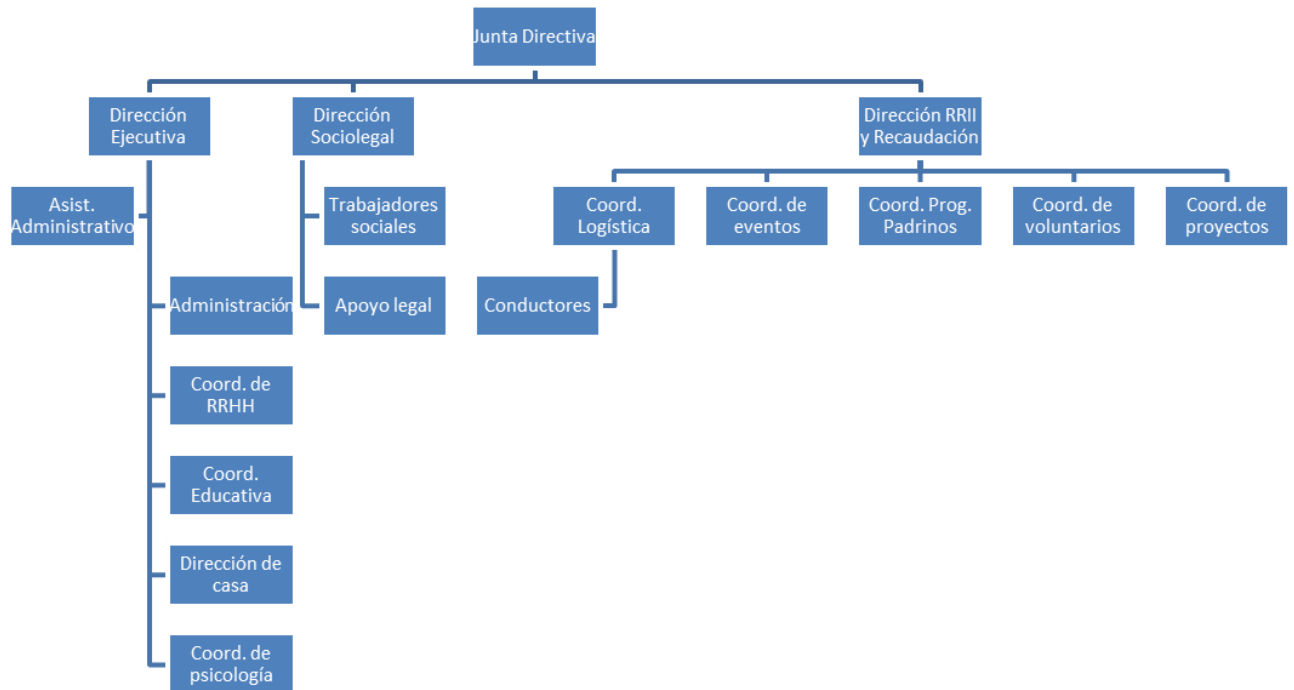 Junta Directiva
Dirección
Ejecutiva
Dirección
Sociolegal
Dirección RRII
y Recaudación
Asist.
Administrativo
Trabajadores
sociales
Coord.
Logística
Coord. de
eventos
Coord. Prog.
Padrinos
Coord. de
voluntarios
Coord. de
proyectos
Administración
Apoyo legal
Conductores
Coord. de
RRHH
Coord.
Educativa
Dirección de
casa
Coord. de
psicología